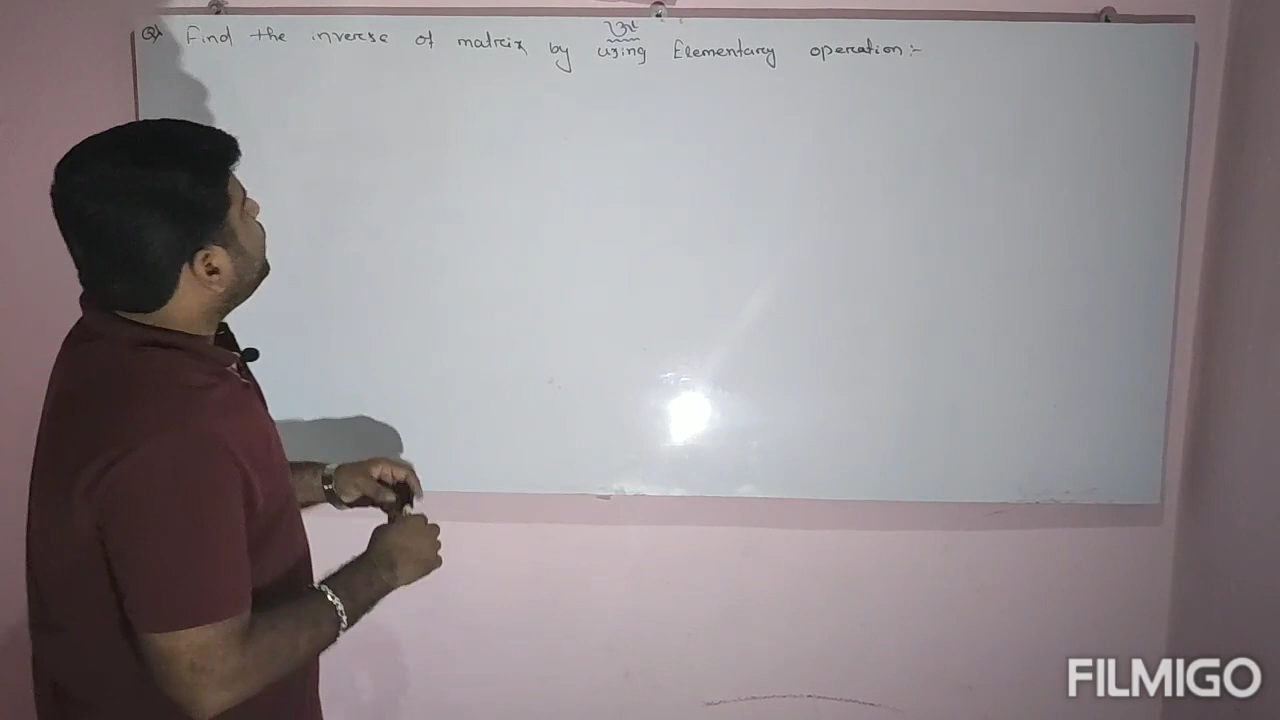 Q) Find the inverse of matrix by using Elementary operation:-
FILMIGO